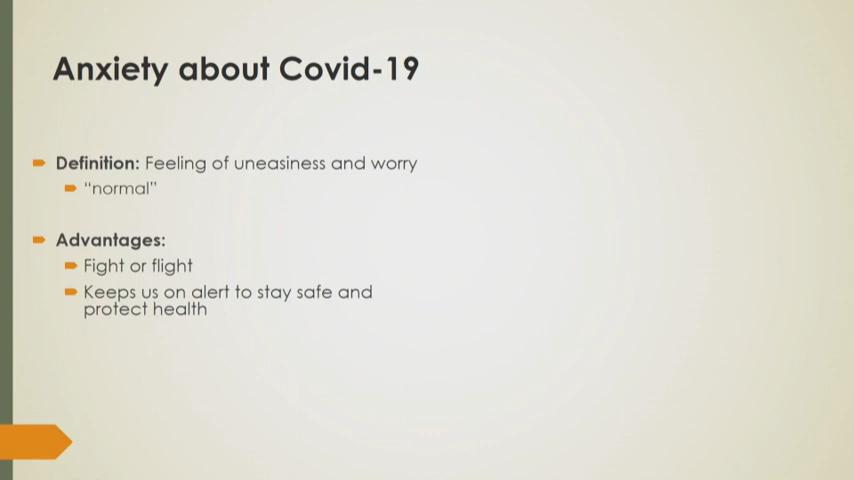 Anxiety about Covid-19
Definition: Feeling of uneasiness and worry
“normal”
Advantages:
Fight or flight
Keeps us on alert to stay safe and
protect health